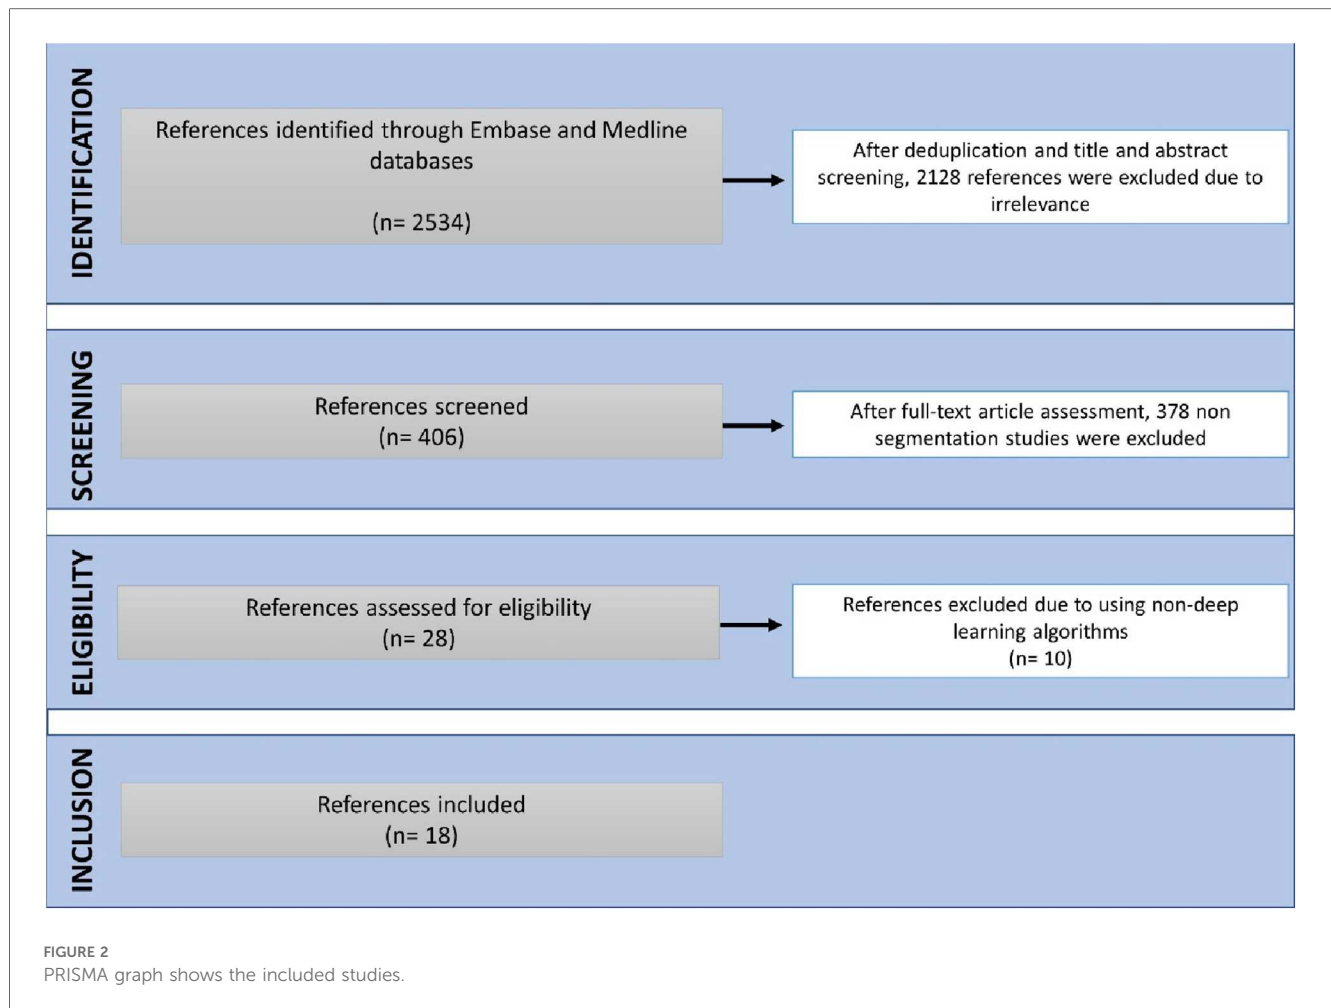 IDENTIFICATION
References identified through Embase and Medline
databases
(n= 2534)
After deduplication and title and abstract
screening, 2128 references were excluded due to
irrelevance
SCREENING
References screened
(n= 406)
After full-text article assessment, 378 non
segmentation studies were excluded
ELIGIBILITY
References assessed for eligibility
(n= 28)
References excluded due to using non-deep
learning algorithms
(n= 10)
INCLUSION
References included
(n= 18)
FIGURE 2
PRISMA graph shows the included studies.